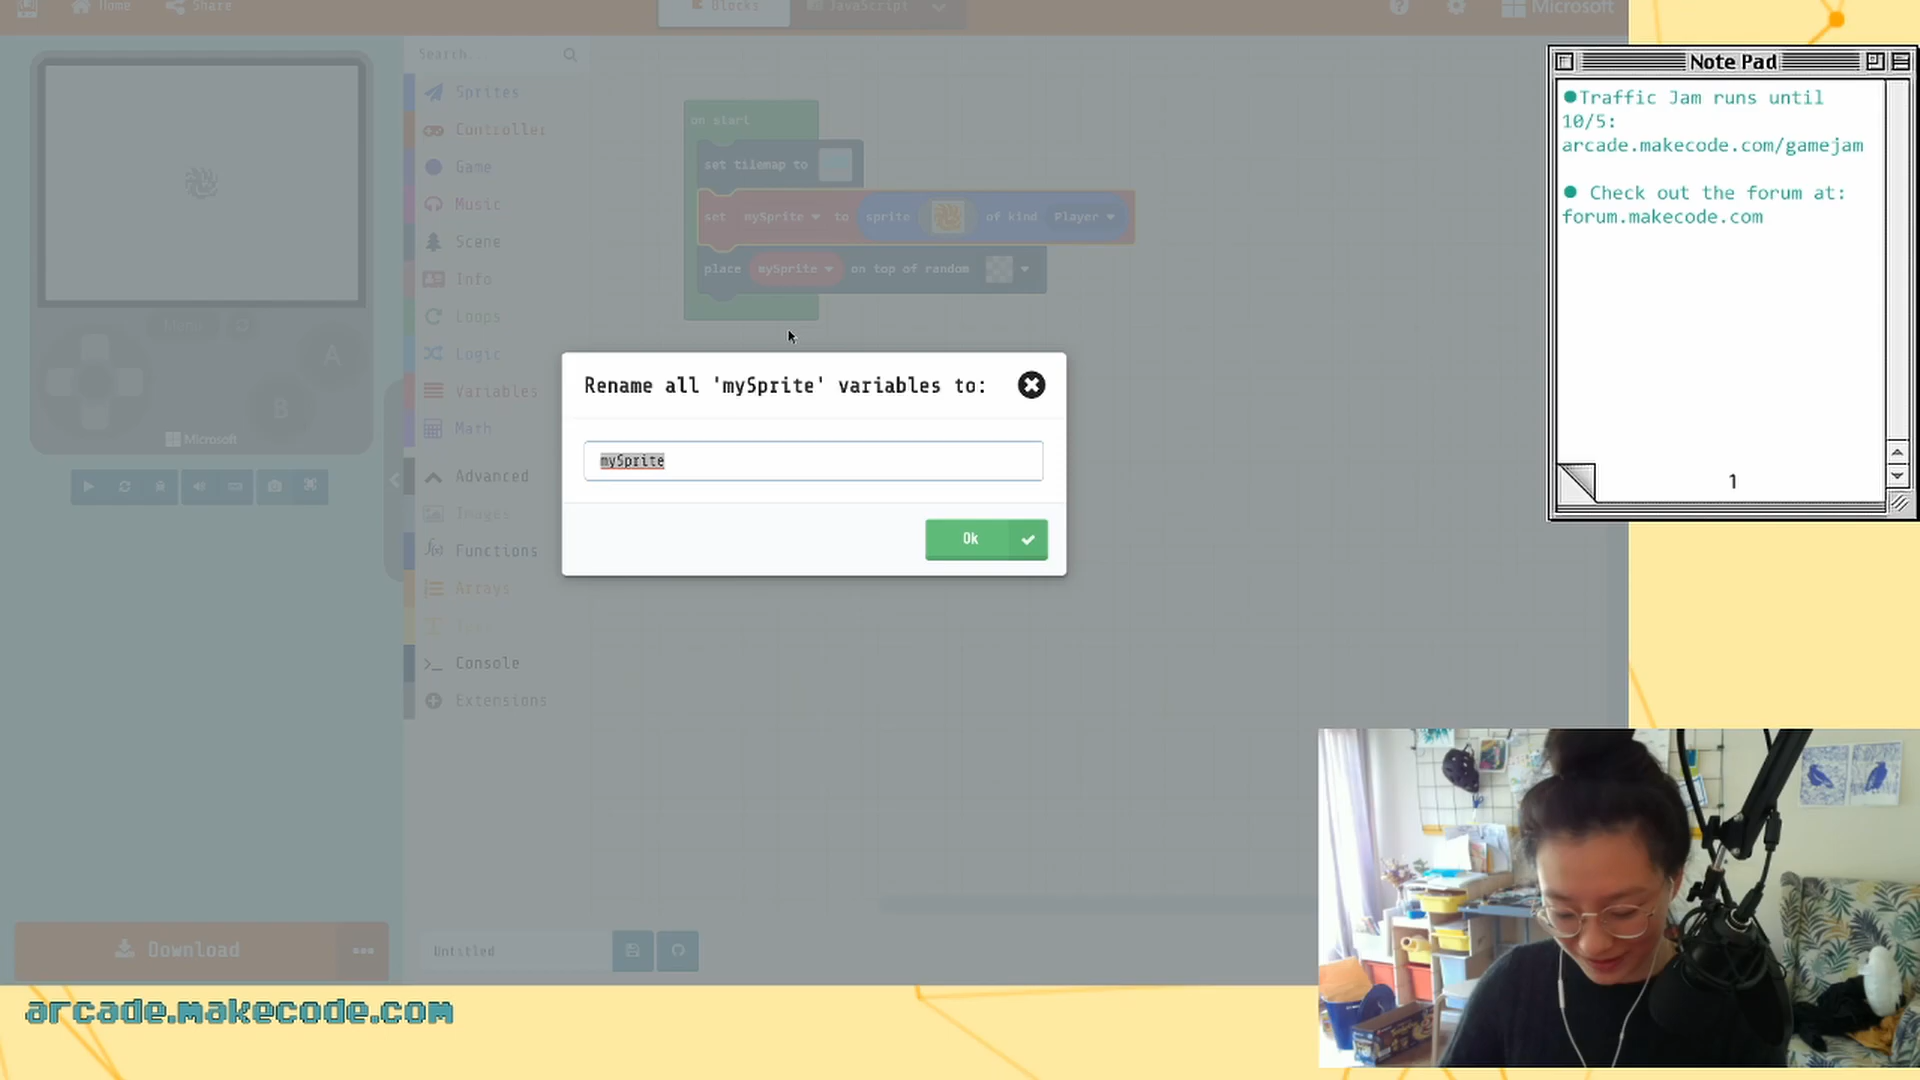 Home
Share
Blocks
JavaScript
Microsoft
Search...
Sprites
Controller
Game
Music
Scene
Info
Loops
Logic
Variables
Math
Advanced
Images
Functions
Arrays
Text
Console
Extensions
Menu
A
B
Microsoft
on start
set tilemap to
set mySprite to sprite of kind Player
place mySprite on top of random
Rename all 'mySprite' variables to:
mySprite
Ok
Download
Untitled
arcade.makecode.com
Note Pad
●Traffic Jam runs until
10/5:
arcade.makecode.com/gamejam
● Check out the forum at:
forum.makecode.com
1